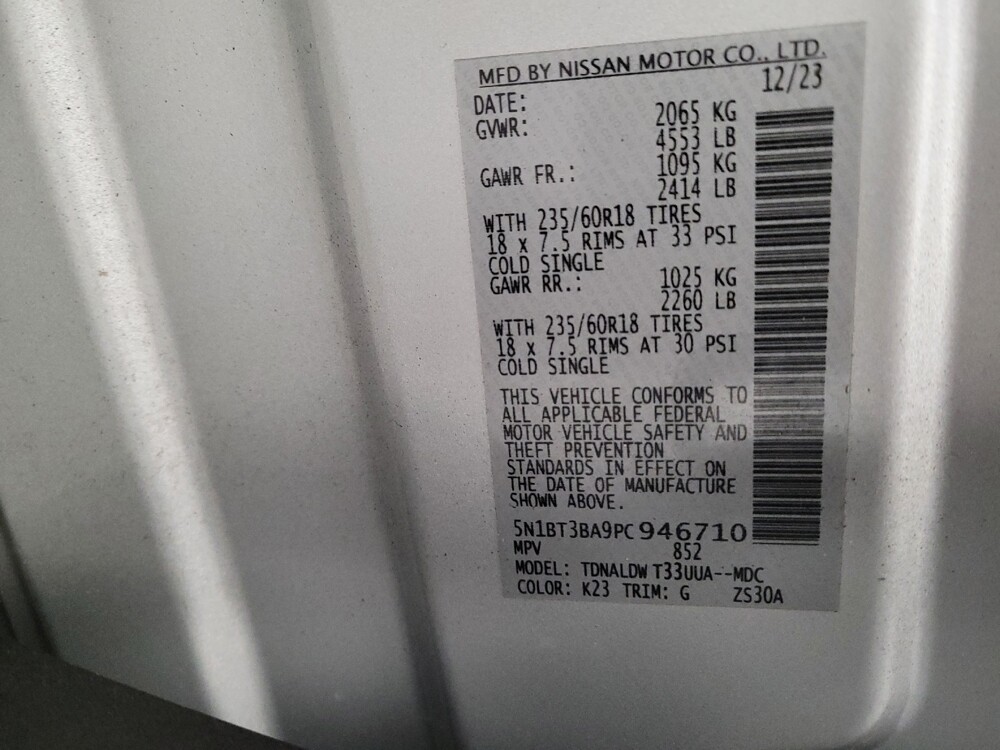 MFD BY NISSAN MOTOR CO., LTD.
DATE: 12/23
GVWR: 2065 KG
4553 LB
GAWR FR.: 1095 KG
2414 LB
WITH 235/60R18 TIRES
18 x 7.5 RIMS AT 33 PSI
COLD SINGLE
GAWR RR.: 1025 KG
2260 LB
WITH 235/60R18 TIRES
18 x 7.5 RIMS AT 30 PSI
COLD SINGLE
THIS VEHICLE CONFORMS TO
ALL APPLICABLE FEDERAL
MOTOR VEHICLE SAFETY AND
THEFT PREVENTION
STANDARDS IN EFFECT ON
THE DATE OF MANUFACTURE
SHOWN ABOVE.
5N1BT3BA9PC946710
MPV 852
MODEL: TDNALDW T33UUA--MDC
COLOR: K23 TRIM: G ZS30A